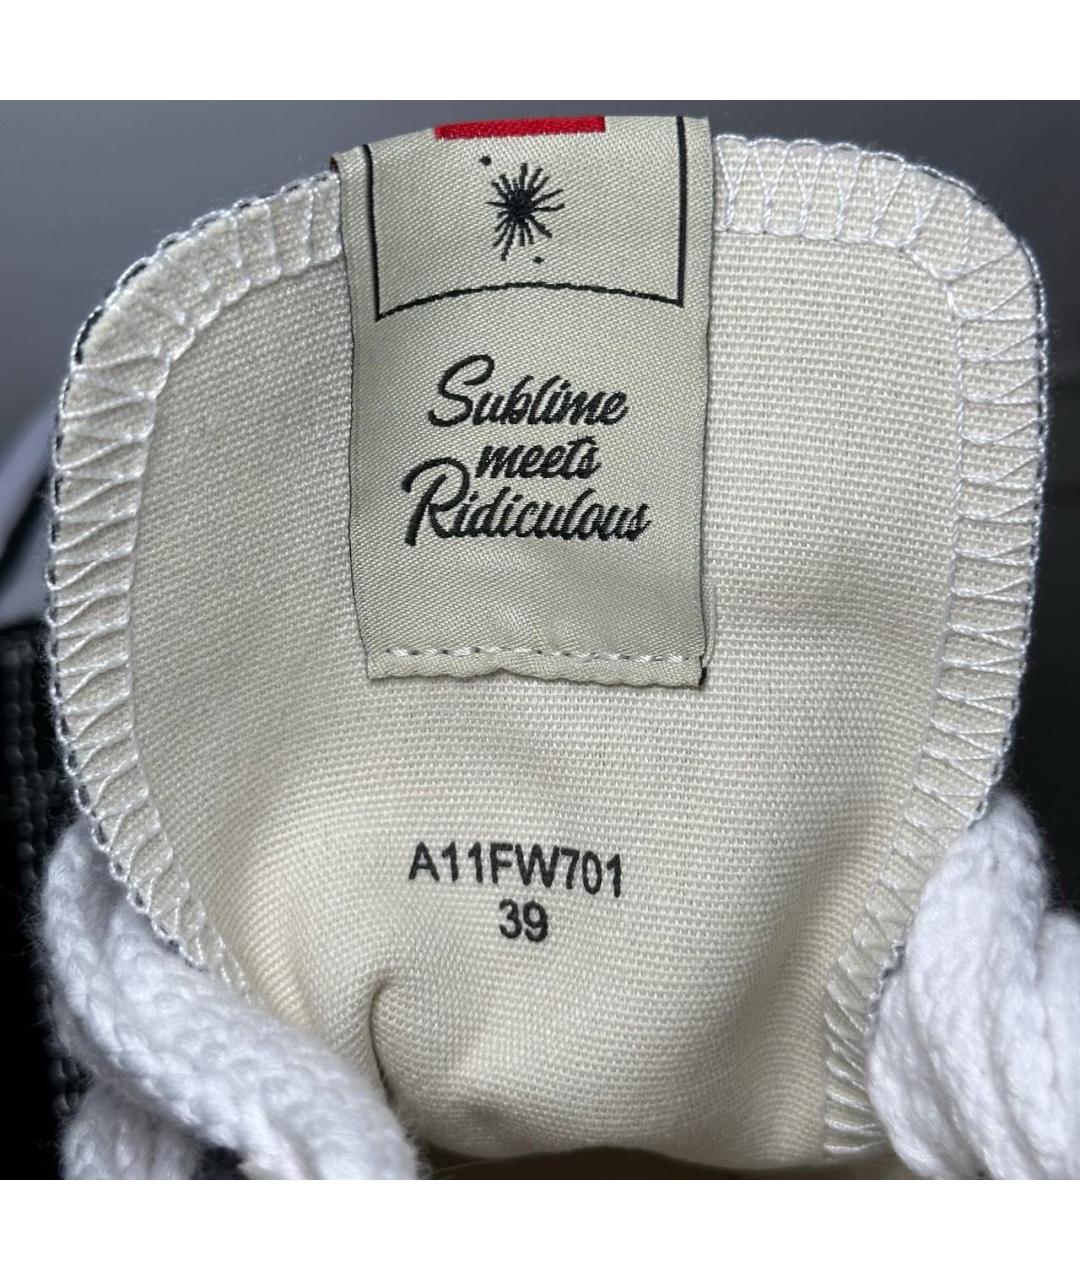 Sublime
meets
Ridiculous
A11FW701
39